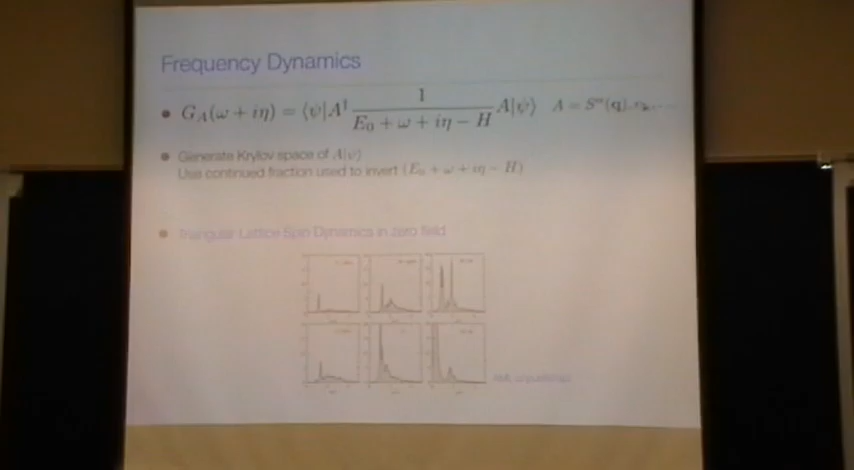 Frequency Dynamics
• G_A(ω + iη) = ⟨ψ|A† 1/(E₀ + ω + iη − H) A|ψ⟩ A = Sᵅ(q)
• Generate Krylov space of A|ψ⟩
Use continued fraction used to invert (E₀ + ω + iη − H)
• Triangular Lattice Spin Dynamics in zero field